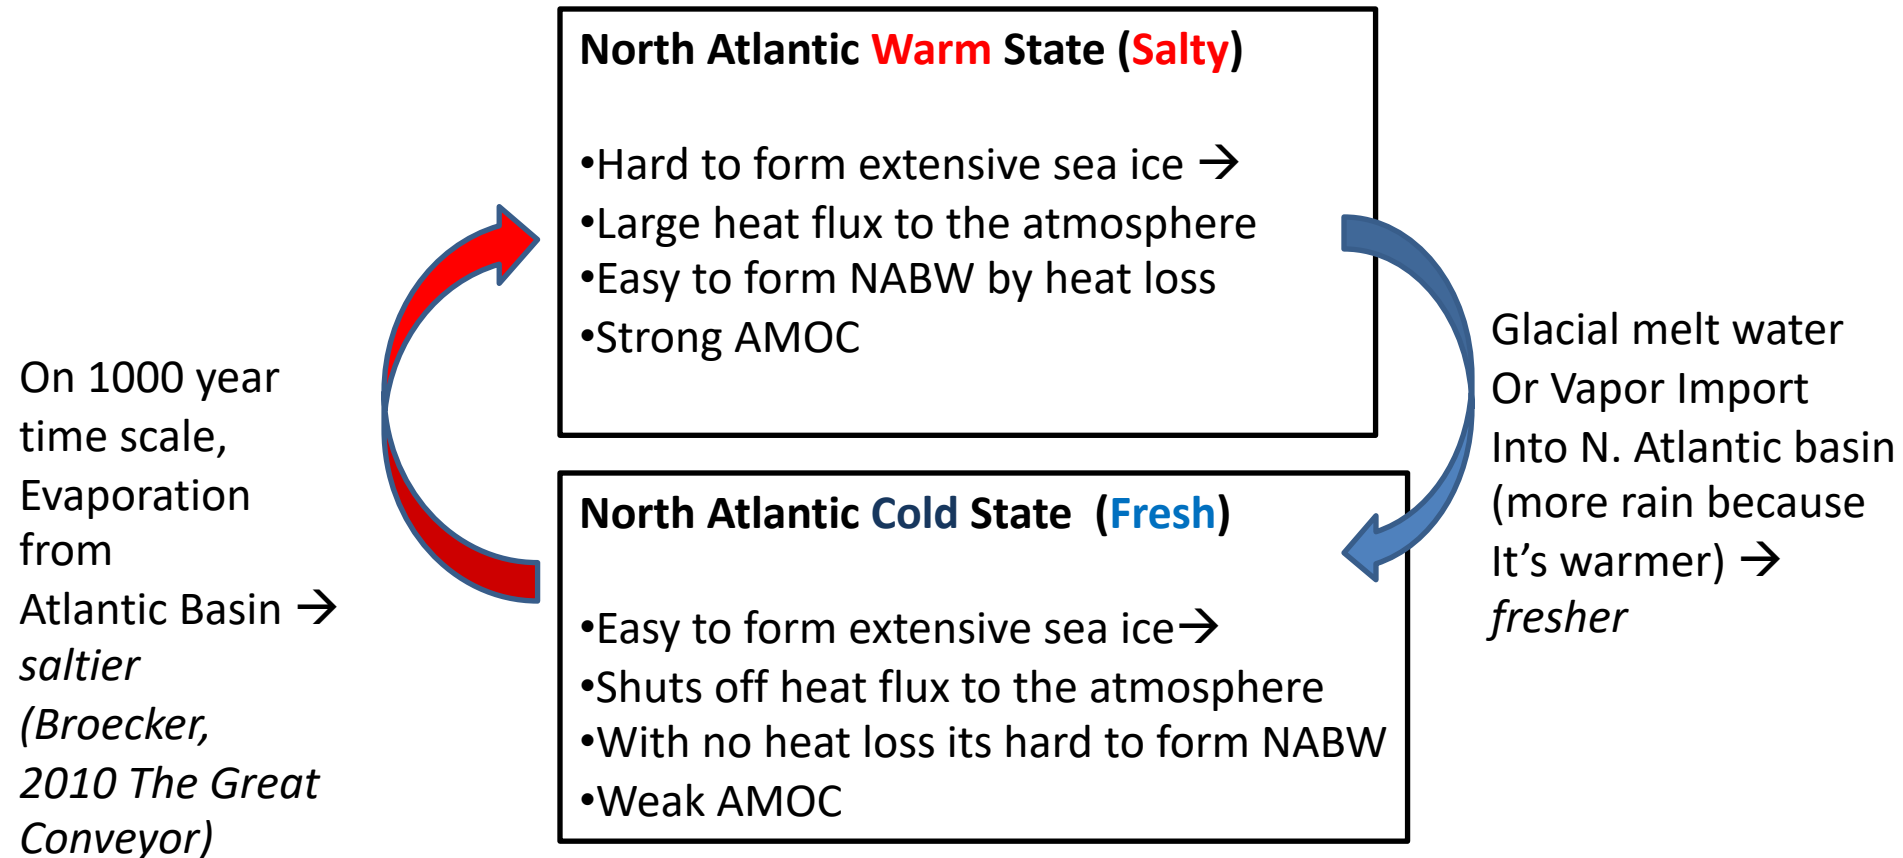 North Atlantic Warm State (Salty)
•Hard to form extensive sea ice →
•Large heat flux to the atmosphere
•Easy to form NABW by heat loss
•Strong AMOC
On 1000 year
time scale,
Evaporation
from
Atlantic Basin →
saltier
(Broecker,
2010 The Great
Conveyor)
Glacial melt water
Or Vapor Import
Into N. Atlantic basin
(more rain because
It's warmer) →
fresher
North Atlantic Cold State (Fresh)
•Easy to form extensive sea ice→
•Shuts off heat flux to the atmosphere
•With no heat loss its hard to form NABW
•Weak AMOC